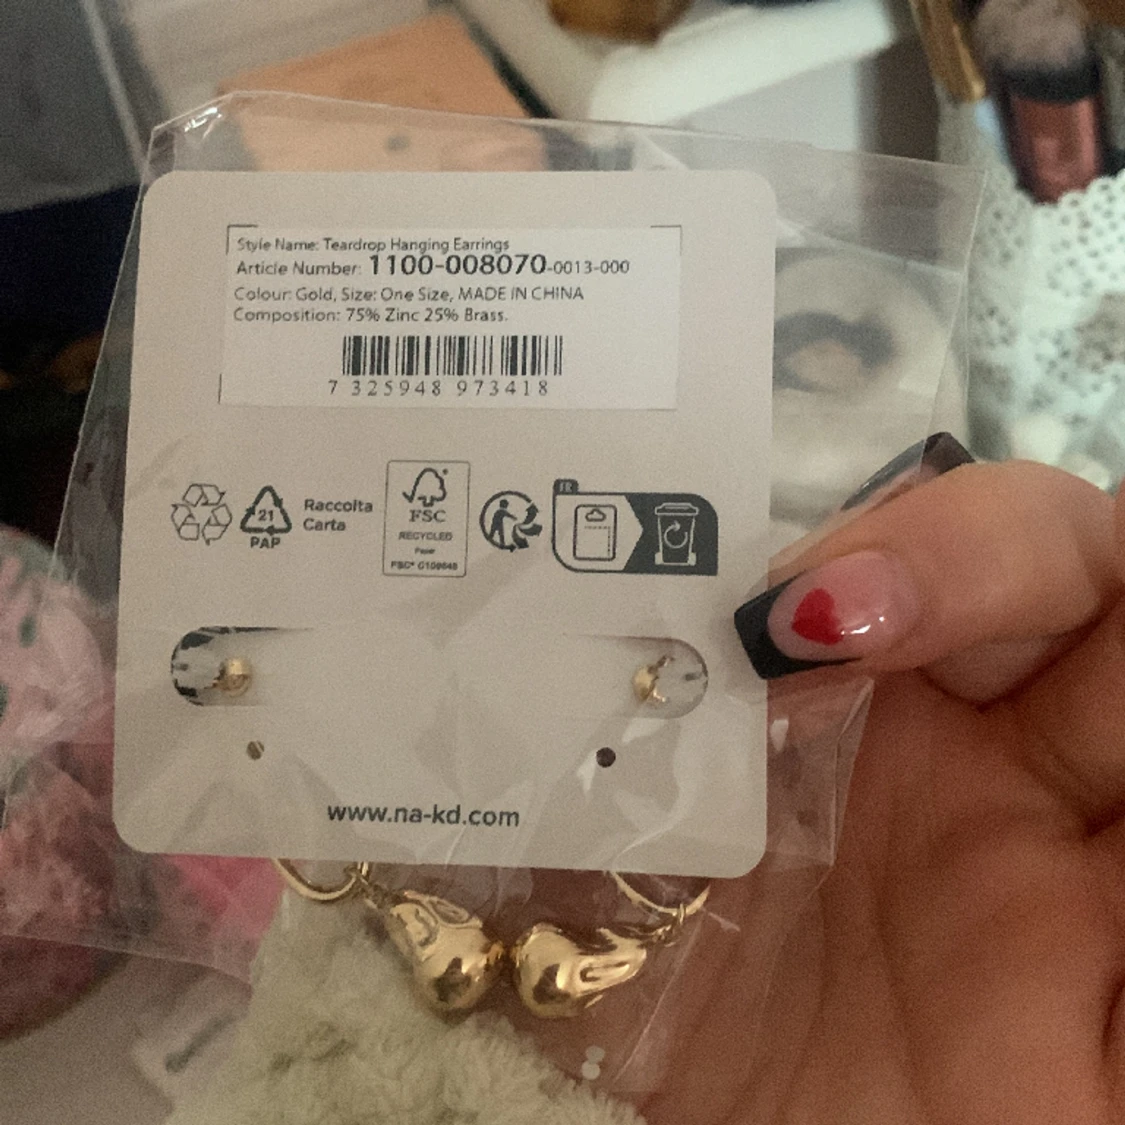 Style Name: Teardrop Hanging Earrings
Article Number: 1100-008070-0013-000
Colour: Gold, Size: One Size, MADE IN CHINA
Composition: 75% Zinc 25% Brass.
7 325948 973418
21
PAP
Raccolta
Carta
FSC
RECYCLED
Paper
FR
www.na-kd.com